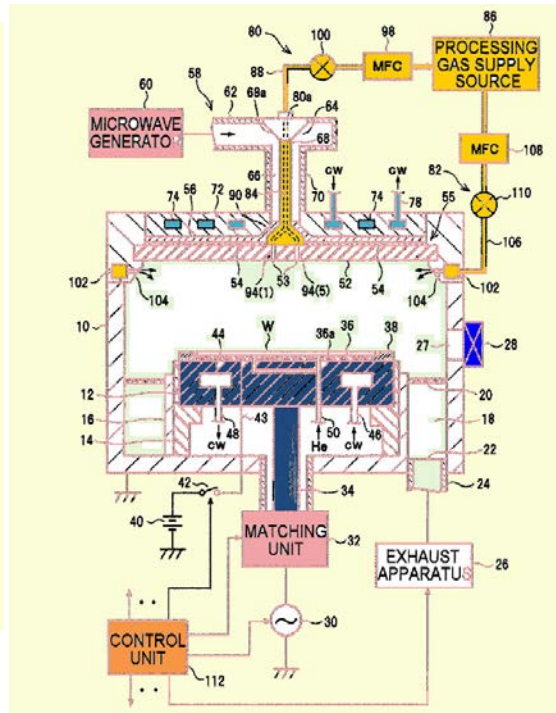 80
98
86
100
58
88
MFC
PROCESSING
GAS SUPPLY
SOURCE
60
62
68a
80a
64
MICROWAVE
GENERATO
68
MFC
108
66
82
84
70
cw
cw
110
74
72
56
90
74
78
55
106
102
104
54
53
52
54
104
102
94(1)
94(5)
10
44
W
36a
36
38
27
28
12
16
14
43
20
18
48
50
46
22
cw
He
cw
24
42
34
40
MATCHING
UNIT
32
EXHAUST
APPARATUS
26
30
CONTROL
UNIT
112